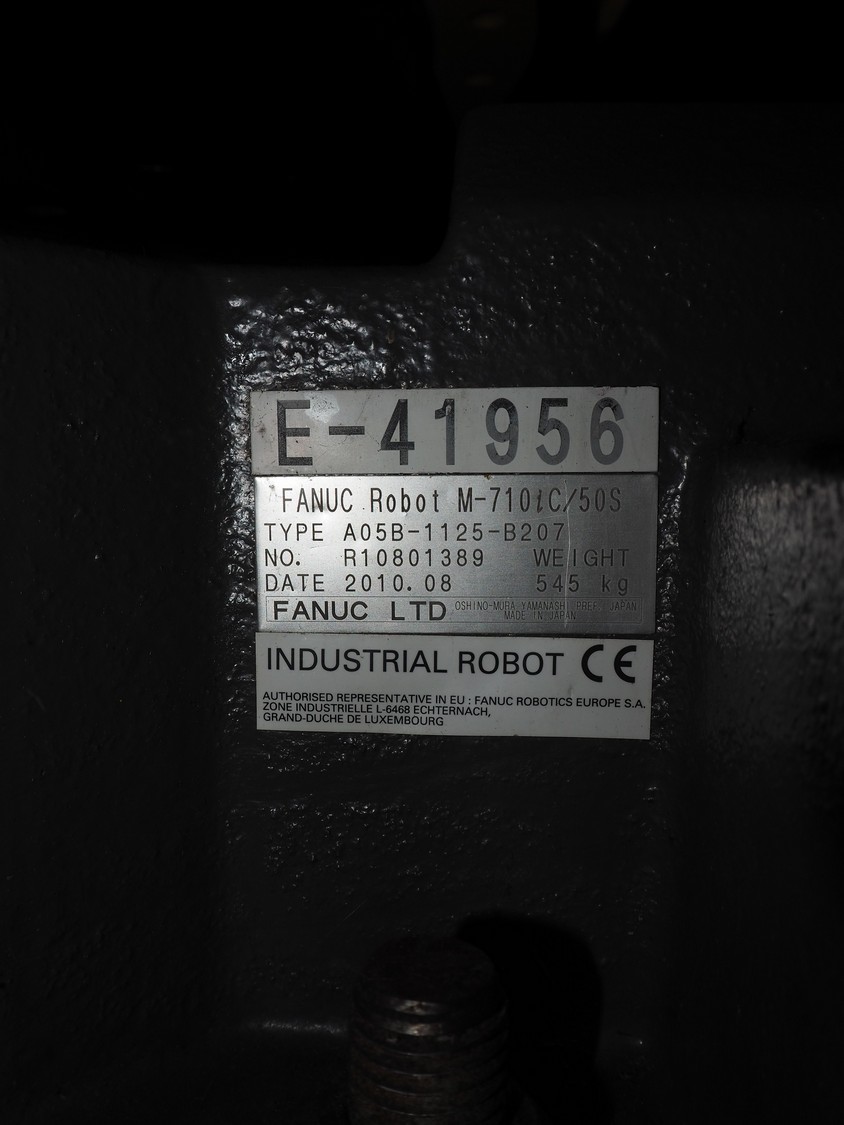 E-41956
FANUC Robot M-710iC/50S
TYPE A05B-1125-B207
NO. R10801389 WEIGHT
DATE 2010.08 545 kg
FANUC LTD OSHINO-MURA, YAMANASHI PREF. JAPAN
MADE IN JAPAN
INDUSTRIAL ROBOT CE
AUTHORISED REPRESENTATIVE IN EU : FANUC ROBOTICS EUROPE S.A.
ZONE INDUSTRIELLE L-6468 ECHTERNACH,
GRAND-DUCHE DE LUXEMBOURG